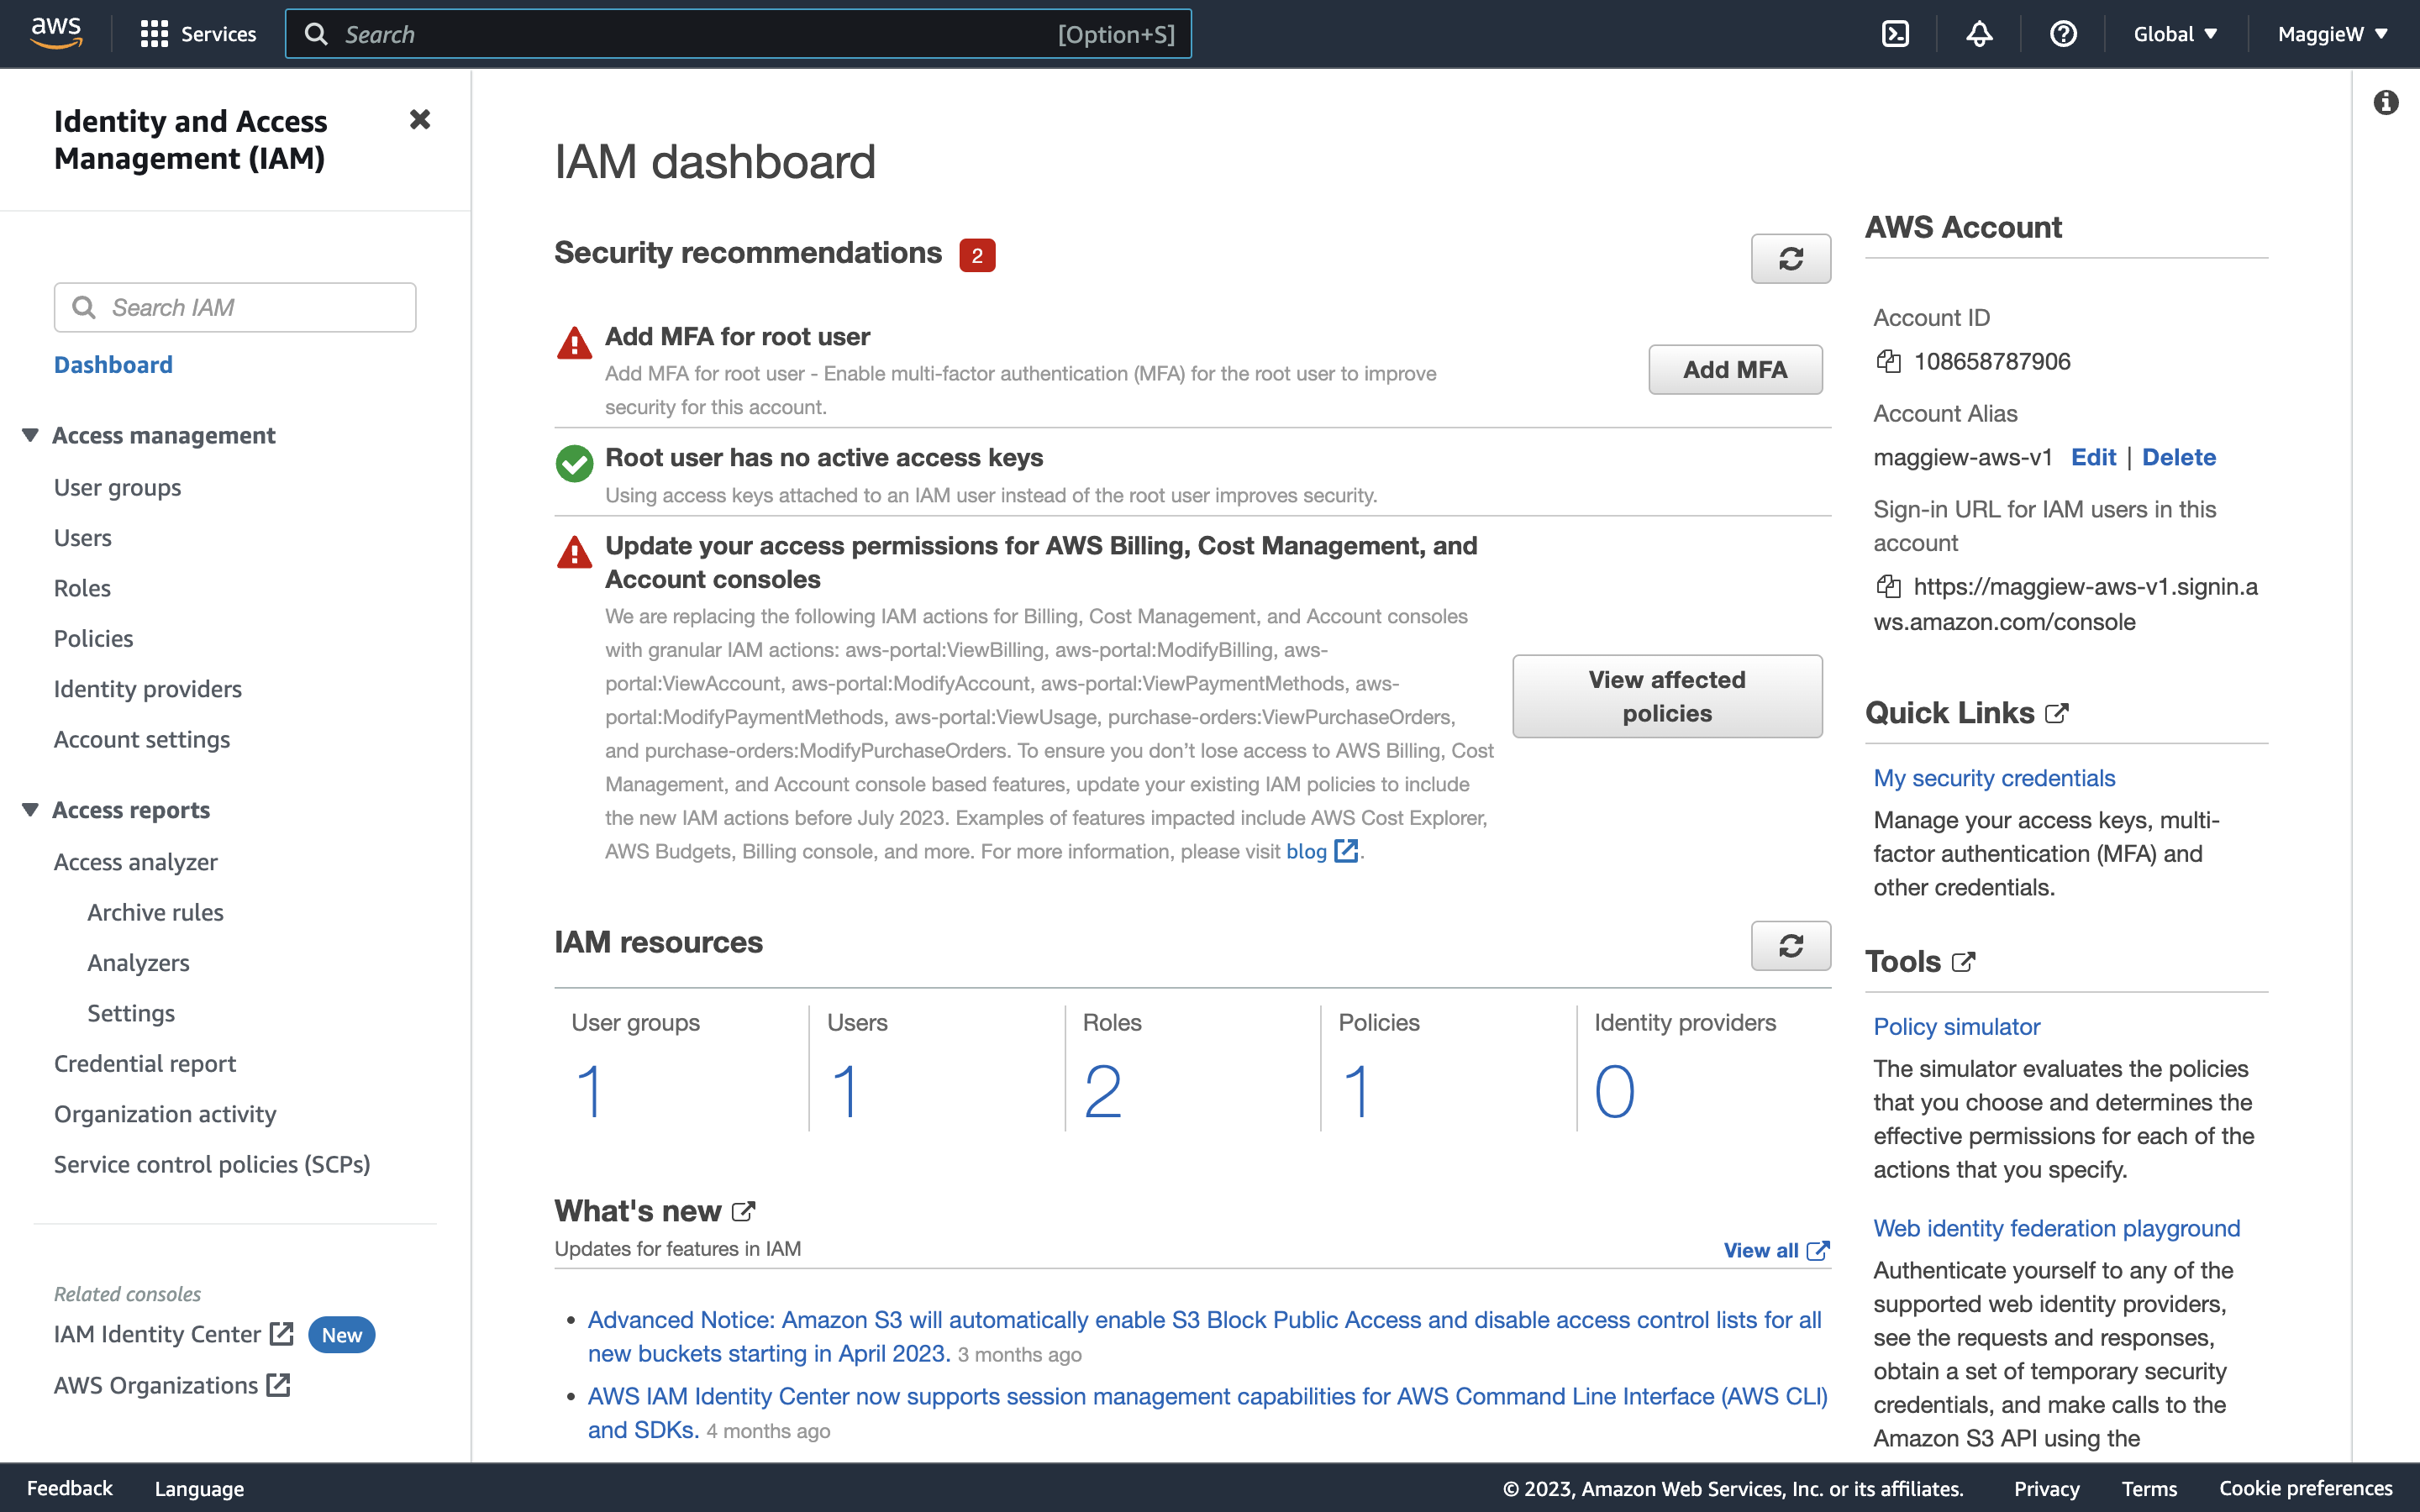 aws
Services
Search
[Option+S]
Global
MaggieW
Identity and Access
Management (IAM)
Search IAM
Dashboard
Access management
User groups
Users
Roles
Policies
Identity providers
Account settings
Access reports
Access analyzer
Archive rules
Analyzers
Settings
Credential report
Organization activity
Service control policies (SCPs)
Related consoles
IAM Identity Center New
AWS Organizations
IAM dashboard
Security recommendations 2
Add MFA for root user
Add MFA for root user - Enable multi-factor authentication (MFA) for the root user to improve
security for this account.
Add MFA
Root user has no active access keys
Using access keys attached to an IAM user instead of the root user improves security.
Update your access permissions for AWS Billing, Cost Management, and
Account consoles
We are replacing the following IAM actions for Billing, Cost Management, and Account consoles
with granular IAM actions: aws-portal:ViewBilling, aws-portal:ModifyBilling, aws-
portal:ViewAccount, aws-portal:ModifyAccount, aws-portal:ViewPaymentMethods, aws-
portal:ModifyPaymentMethods, aws-portal:ViewUsage, purchase-orders:ViewPurchaseOrders,
and purchase-orders:ModifyPurchaseOrders. To ensure you don’t lose access to AWS Billing, Cost
Management, and Account console based features, update your existing IAM policies to include
the new IAM actions before July 2023. Examples of features impacted include AWS Cost Explorer,
AWS Budgets, Billing console, and more. For more information, please visit blog .
View affected
policies
IAM resources
User groups
1
Users
1
Roles
2
Policies
1
Identity providers
0
What's new
Updates for features in IAM
View all
• Advanced Notice: Amazon S3 will automatically enable S3 Block Public Access and disable access control lists for all
new buckets starting in April 2023. 3 months ago
• AWS IAM Identity Center now supports session management capabilities for AWS Command Line Interface (AWS CLI)
and SDKs. 4 months ago
AWS Account
Account ID
108658787906
Account Alias
maggiew-aws-v1 Edit | Delete
Sign-in URL for IAM users in this
account
https://maggiew-aws-v1.signin.a
ws.amazon.com/console
Quick Links
My security credentials
Manage your access keys, multi-
factor authentication (MFA) and
other credentials.
Tools
Policy simulator
The simulator evaluates the policies
that you choose and determines the
effective permissions for each of the
actions that you specify.
Web identity federation playground
Authenticate yourself to any of the
supported web identity providers,
see the requests and responses,
obtain a set of temporary security
credentials, and make calls to the
Amazon S3 API using the
Feedback
Language
© 2023, Amazon Web Services, Inc. or its affiliates.
Privacy
Terms
Cookie preferences